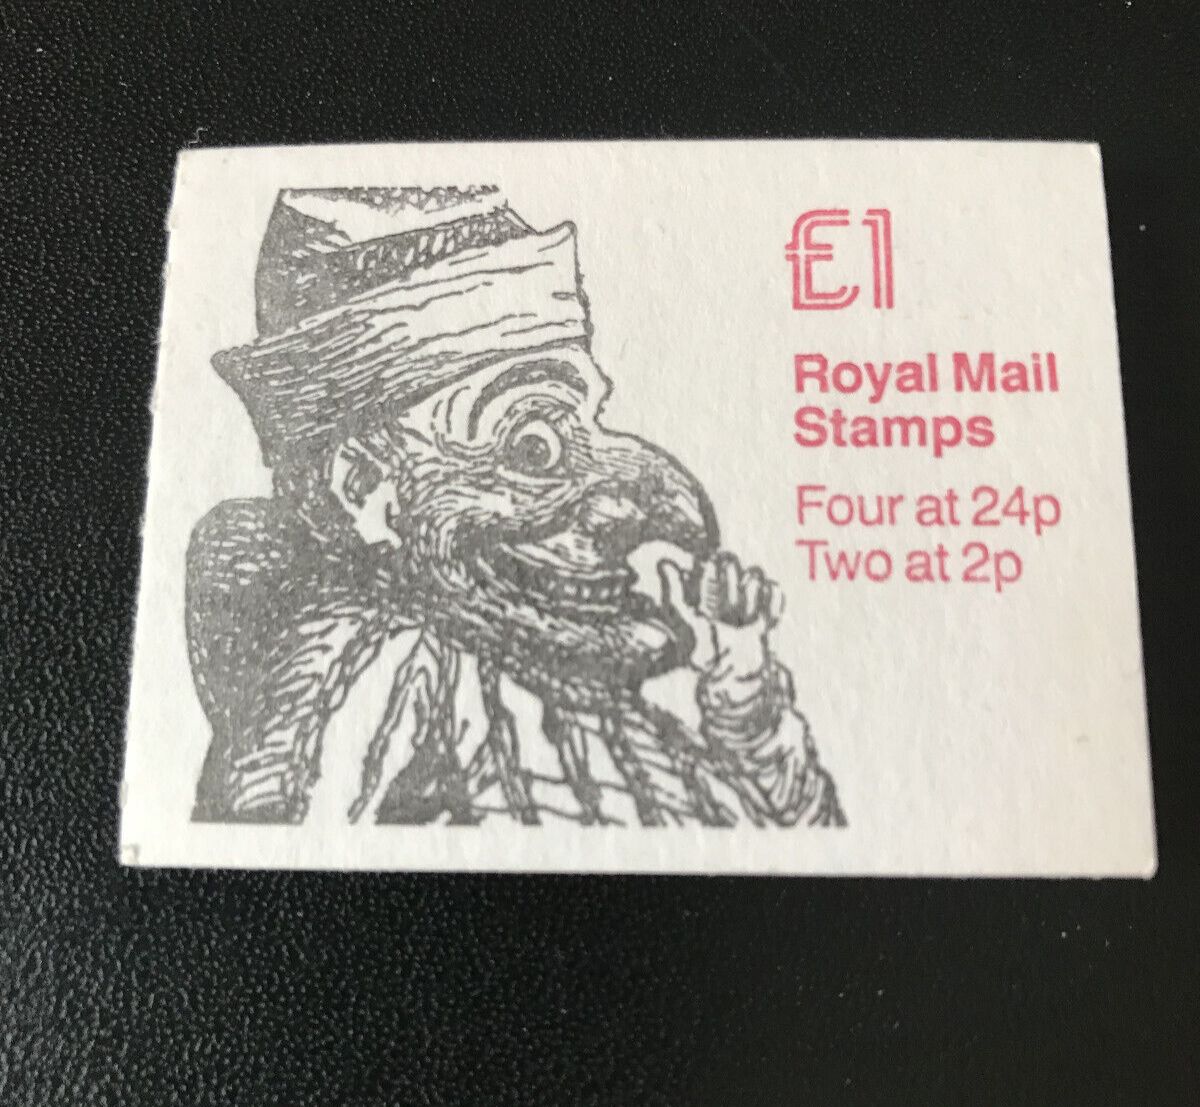 £1
Royal Mail
Stamps
Four at 24p
Two at 2p